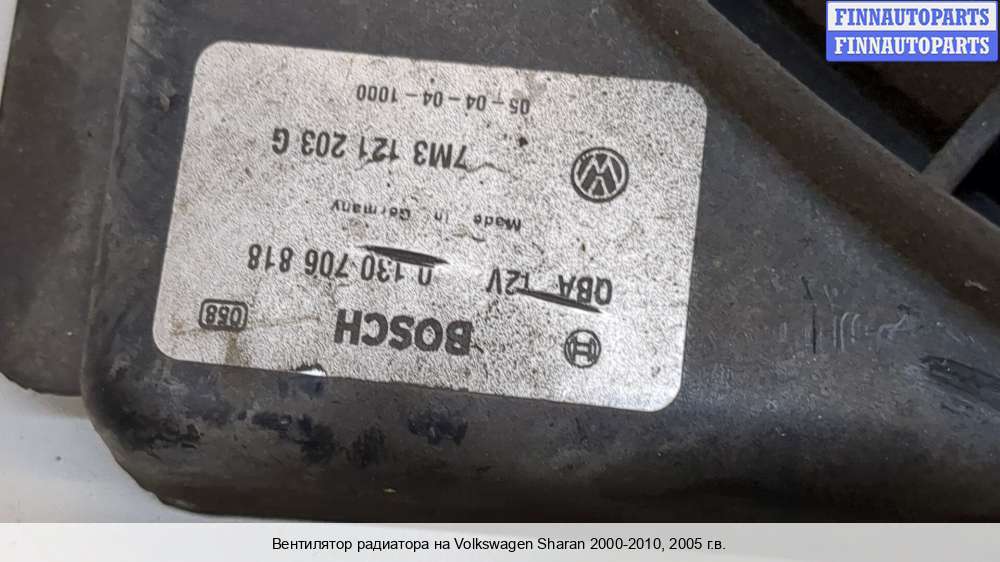 FINNAUTOPARTS
FINNAUTOPARTS
BOSCH 058
QBA 12V 0 130 706 818
Made in Germany
7M3 121 203 G
05-04-04-1000
Вентилятор радиатора на Volkswagen Sharan 2000-2010, 2005 г.в.